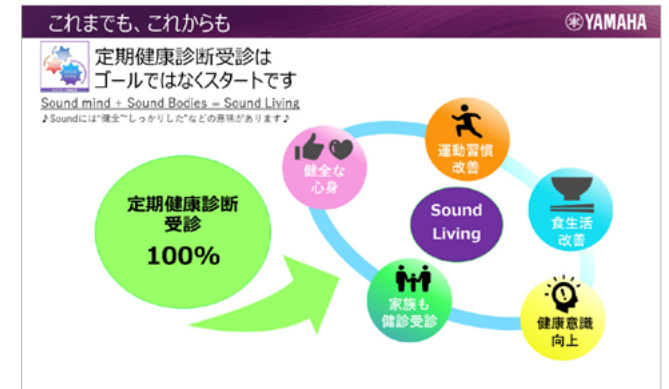 これまでも、これからも
YAMAHA
定期健康診断受診は
ゴールではなくスタートです
Sound mind + Sound Bodies = Sound Living
♪Soundには“健全”“しっかりした”などの意味があります♪
健全な
心身
運動習慣
改善
定期健康診断
受診
100%
Sound
Living
食生活
改善
家族も
健診受診
健康意識
向上